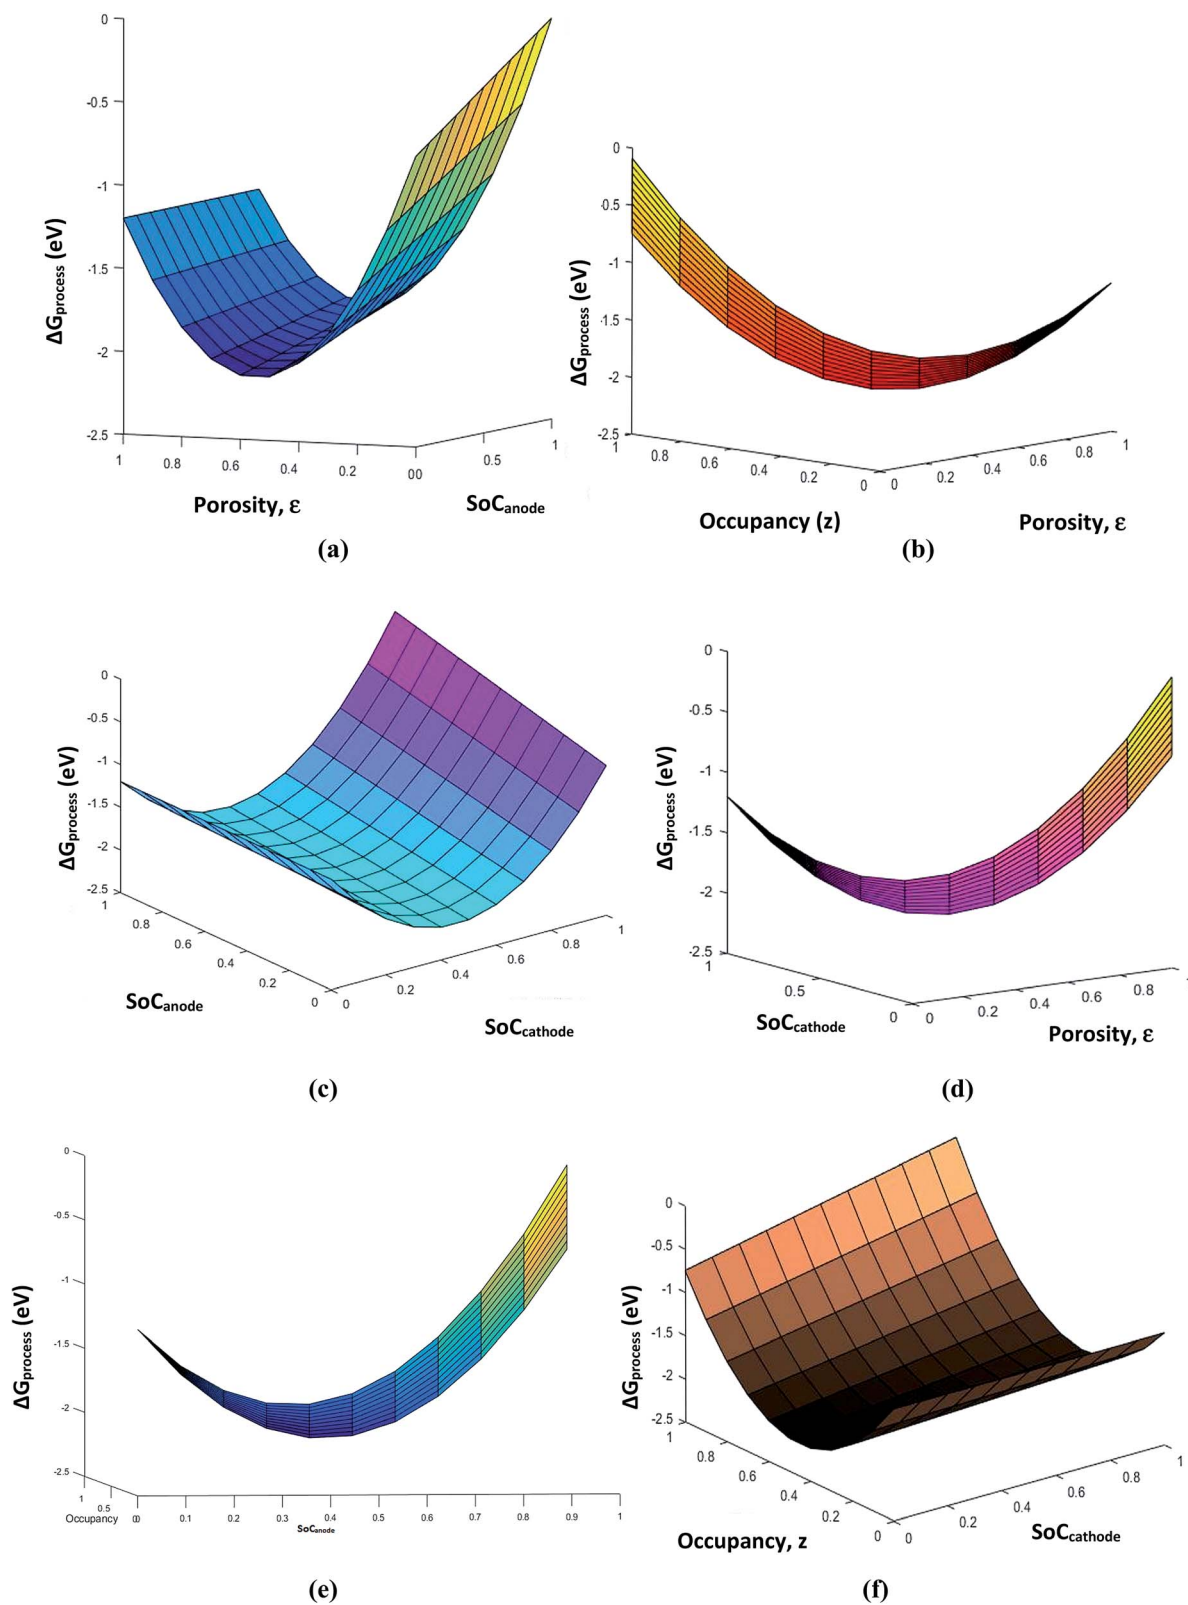 0
-0.5
-1
-1.5
-2
-2.5
ΔGprocess (eV)
1 0.8 0.6 0.4 0.2 00 0.5 1
Porosity, ε SoCanode
(a)
0
-0.5
-1
-1.5
-2
-2.5
ΔGprocess (eV)
1 0.8 0.6 0.4 0.2 0 0 0.2 0.4 0.6 0.8 1
Occupancy (z) Porosity, ε
(b)
0
-0.5
-1
-1.5
-2
-2.5
ΔGprocess (eV)
1 0.8 0.6 0.4 0.2 0 0 0.2 0.4 0.6 0.8 1
SoCanode SoCcathode
(c)
0
-0.5
-1
-1.5
-2
-2.5
ΔGprocess (eV)
1 0.5 0 0 0.2 0.4 0.6 0.8
SoCcathode Porosity, ε
(d)
0
-0.5
-1
-1.5
-2
-2.5
ΔGprocess (eV)
1 0.5 0 0 0.1 0.2 0.3 0.4 0.5 0.6 0.7 0.8 0.9 1
Occupancy SoCanode
(e)
0
-0.5
-1
-1.5
-2
-2.5
ΔGprocess (eV)
1 0.8 0.6 0.4 0.2 0 0 0.2 0.4 0.6 0.8 1
Occupancy, z SoCcathode
(f)